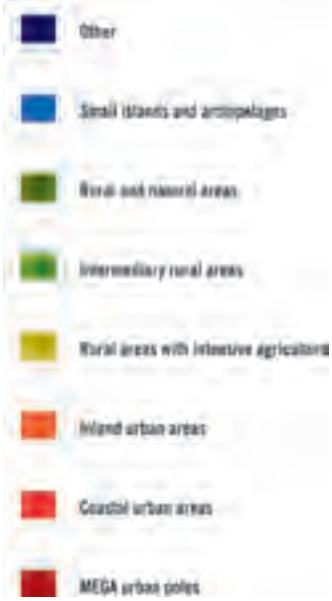 Other
Small islands and archipelagos
Rural and natural areas
Intermediary rural areas
Rural areas with intensive agriculture
Inland urban areas
Coastal urban areas
MEGA urban poles